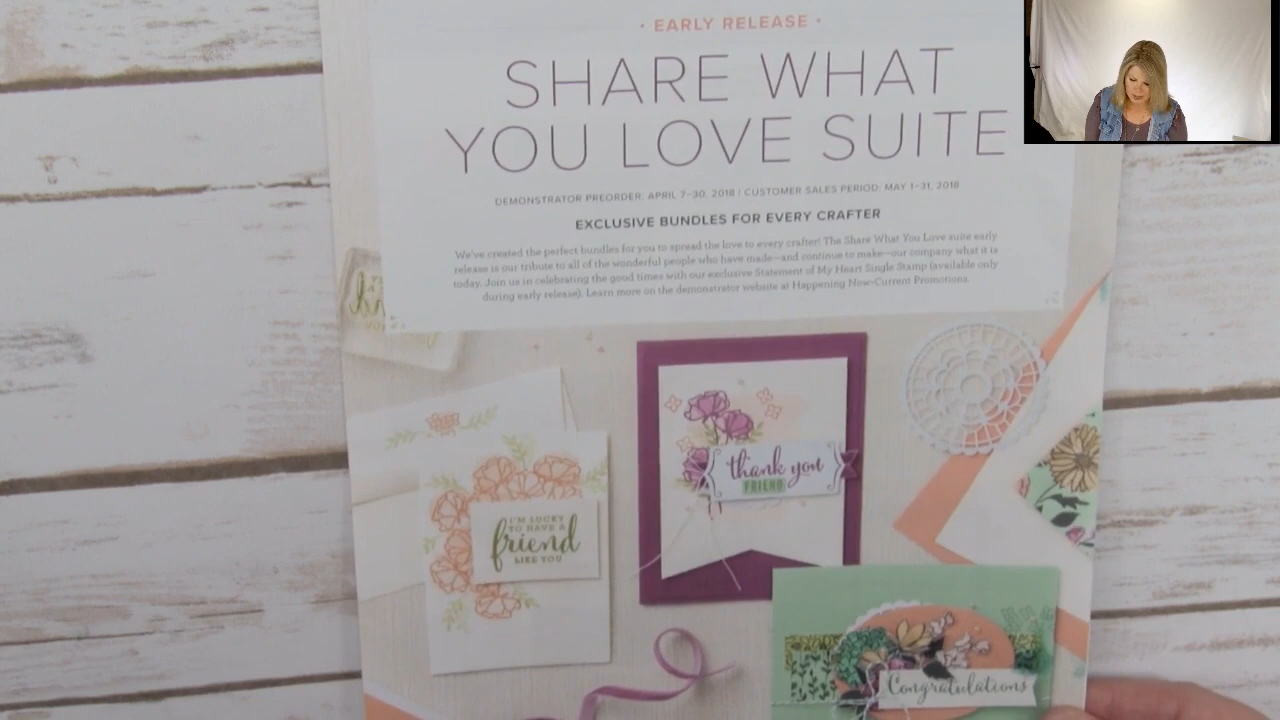 · EARLY RELEASE ·
SHARE WHAT
YOU LOVE SUITE
DEMONSTRATOR PREORDER: APRIL 7–30, 2018 | CUSTOMER SALES PERIOD: MAY 1–31, 2018
EXCLUSIVE BUNDLES FOR EVERY CRAFTER
We've created the perfect bundles for you to spread the love to every crafter! The Share What You Love suite early
release is our tribute to all of the wonderful people who have made—and continue to make—our company what it is
today. Join us in celebrating the good times with our exclusive Statement of My Heart Single Stamp (available only
during early release). Learn more on the demonstrator website at Happening Now>Current Promotions.
thank you
FRIEND
I'M LUCKY
TO HAVE A
friend
LIKE YOU
Congratulations